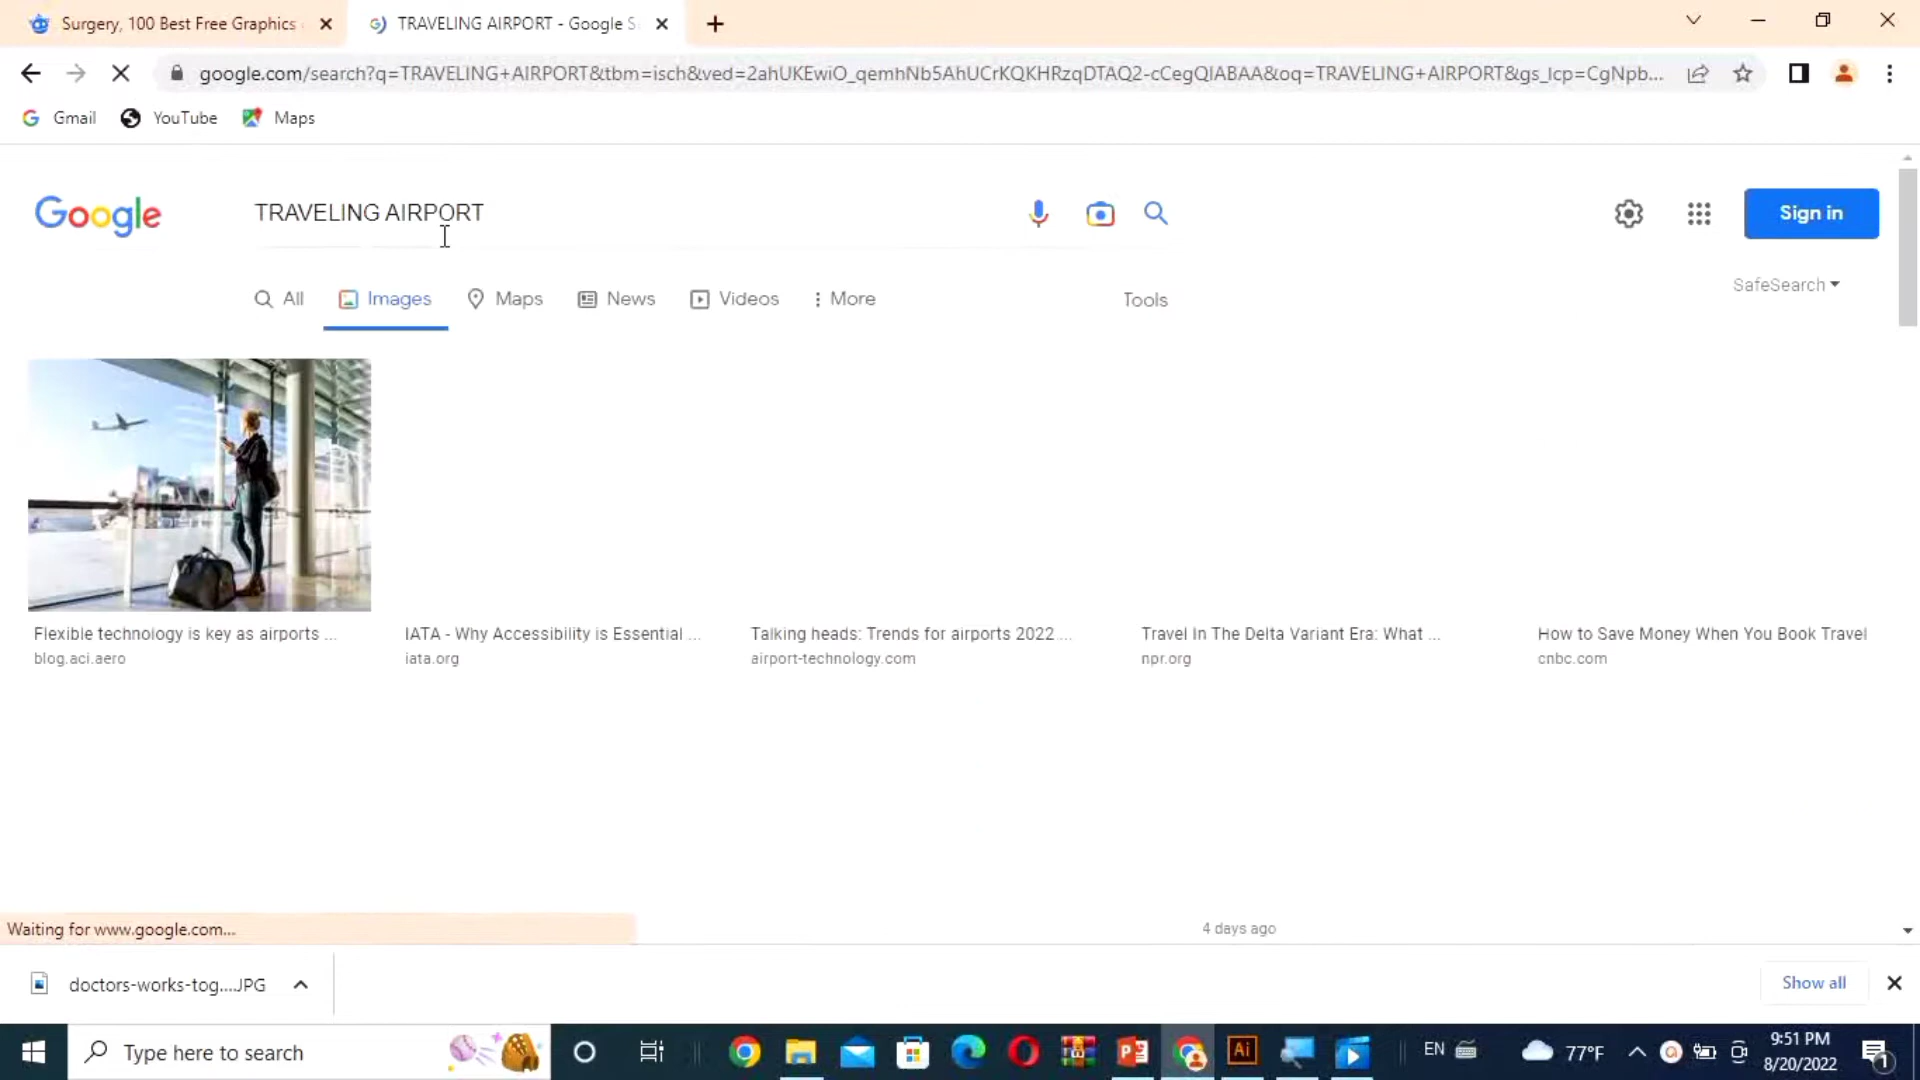 Surgery, 100 Best Free Graphics
TRAVELING AIRPORT - Google S
google.com/search?q=TRAVELING+AIRPORT&tbm=isch&ved=2ahUKEwiO_qemhNb5AhUCrKQKHRzqDTAQ2-cCegQIABAA&oq=TRAVELING+AIRPORT&gs_lcp=CgNpb...
Gmail YouTube Maps
Google TRAVELING AIRPORT Sign in
All Images Maps News Videos More Tools SafeSearch
Flexible technology is key as airports ...
blog.aci.aero
IATA - Why Accessibility is Essential ...
iata.org
Talking heads: Trends for airports 2022 ...
airport-technology.com
Travel In The Delta Variant Era: What ...
npr.org
How to Save Money When You Book Travel
cnbc.com
Waiting for www.google.com...
4 days ago
doctors-works-tog....JPG
Show all
Type here to search
Ai
EN
77°F
9:51 PM
8/20/2022
1